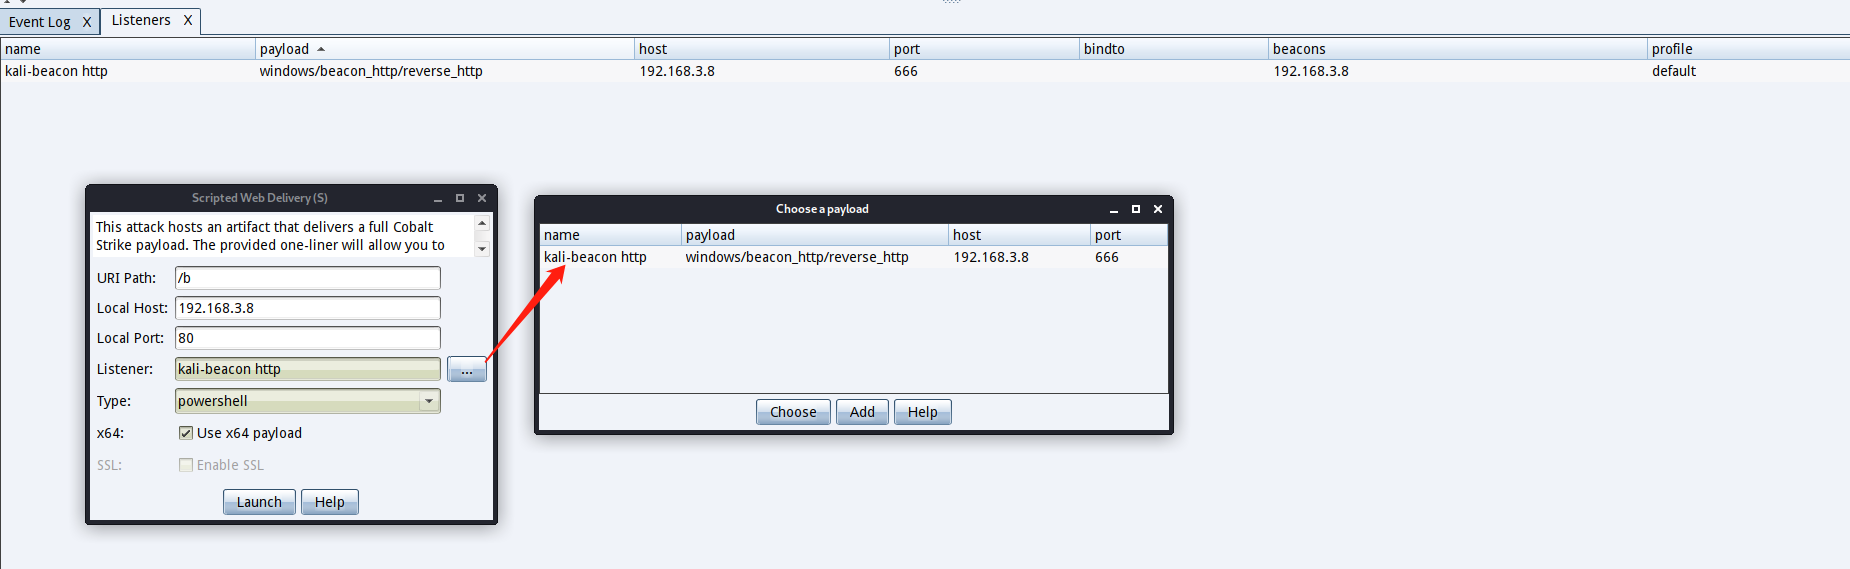 Event Log X Listeners X
name payload host port bindto beacons profile
kali-beacon http windows/beacon_http/reverse_http 192.168.3.8 666 192.168.3.8 default
Scripted Web Delivery (S)
This attack hosts an artifact that delivers a full Cobalt
Strike payload. The provided one-liner will allow you to
URI Path: /b
Local Host: 192.168.3.8
Local Port: 80
Listener: kali-beacon http ...
Type: powershell
x64: Use x64 payload
SSL: Enable SSL
Launch Help
Choose a payload
name payload host port
kali-beacon http windows/beacon_http/reverse_http 192.168.3.8 666
Choose Add Help